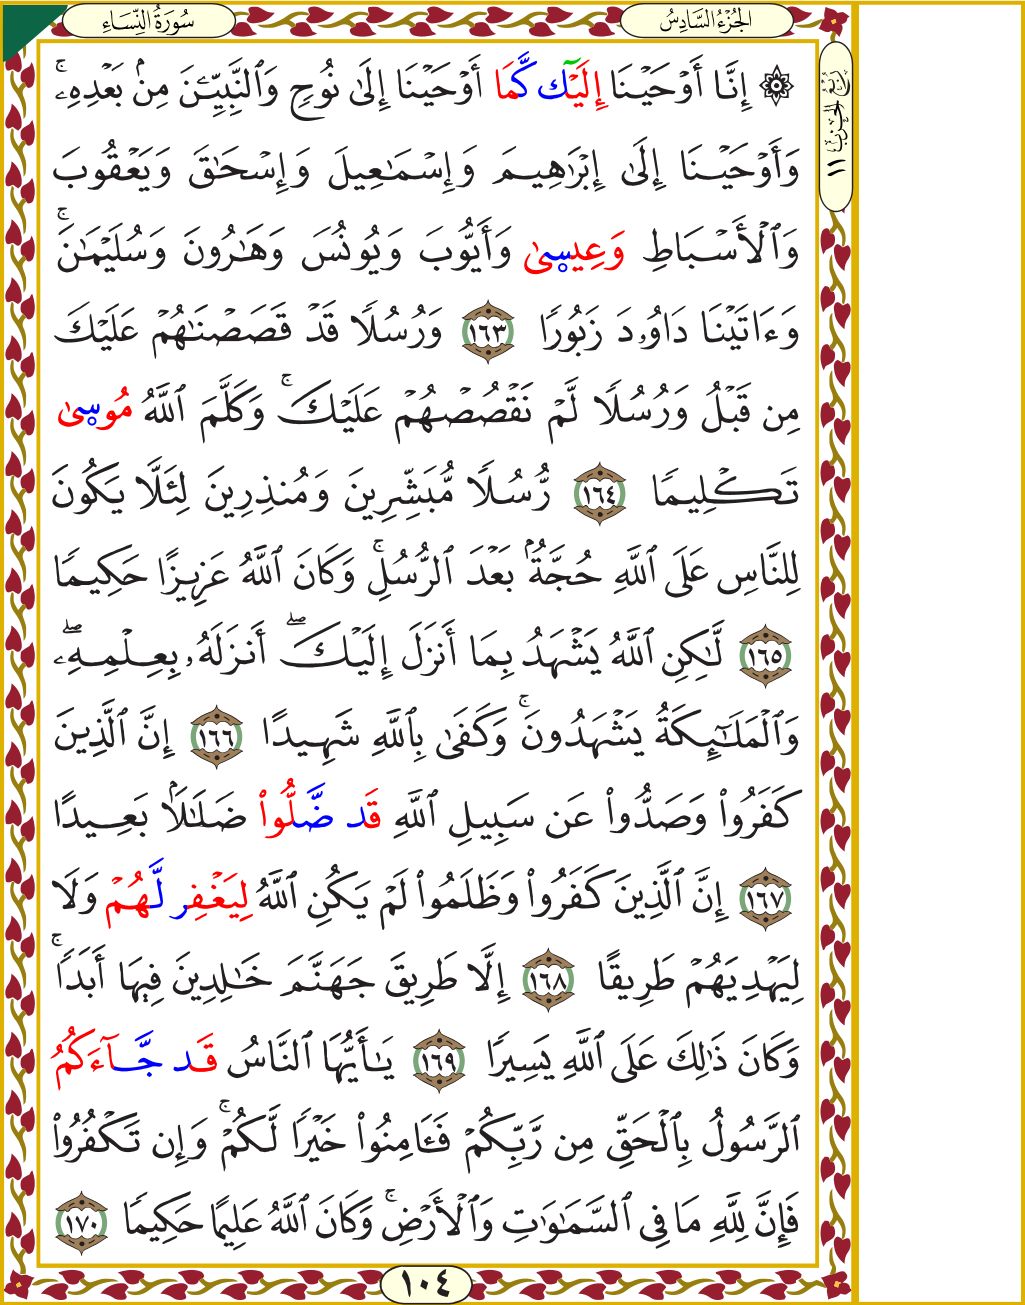 سُورَةُ النِّسَاءِ
الجُزْءُ السَّادِسُ
رُبْعُ الحِزْبِ ١١
۞ إِنَّا أَوْحَيْنَا إِلَيْك كَّمَا أَوْحَيْنَا إِلَىٰ نُوحٍ وَٱلنَّبِيِّـۧنَ مِنۢ بَعْدِهِۦۚ
وَأَوْحَيْنَا إِلَىٰ إِبْرَٰهِيمَ وَإِسْمَٰعِيلَ وَإِسْحَٰقَ وَيَعْقُوبَ
وَٱلْأَسْبَاطِ وَعِيسۭىٰ وَأَيُّوبَ وَيُونُسَ وَهَٰرُونَ وَسُلَيْمَٰنَۚ
وَءَاتَيْنَا دَاوُۥدَ زَبُورًا ١٦٣ وَرُسُلًا قَدْ قَصَصْنَٰهُمْ عَلَيْكَ
مِن قَبْلُ وَرُسُلًا لَّمْ نَقْصُصْهُمْ عَلَيْكَۚ وَكَلَّمَ ٱللَّهُ مُوسۭىٰ
تَكْلِيمًا ١٦٤ رُّسُلًا مُّبَشِّرِينَ وَمُنذِرِينَ لِئَلَّا يَكُونَ
لِلنَّاسِ عَلَى ٱللَّهِ حُجَّةٌۢ بَعْدَ ٱلرُّسُلِۚ وَكَانَ ٱللَّهُ عَزِيزًا حَكِيمًا
١٦٥ لَّٰكِنِ ٱللَّهُ يَشْهَدُ بِمَا أَنزَلَ إِلَيْكَۖ أَنزَلَهُۥ بِعِلْمِهِۦۖ
وَٱلْمَلَٰٓئِكَةُ يَشْهَدُونَۚ وَكَفَىٰ بِٱللَّهِ شَهِيدًا ١٦٦ إِنَّ ٱلَّذِينَ
كَفَرُوا۟ وَصَدُّوا۟ عَن سَبِيلِ ٱللَّهِ قَد ضَّلُّوا۟ ضَلَٰلًۢا بَعِيدًا
١٦٧ إِنَّ ٱلَّذِينَ كَفَرُوا۟ وَظَلَمُوا۟ لَمْ يَكُنِ ٱللَّهُ لِيَغْفِر لَّهُمْ وَلَا
لِيَهْدِيَهُمْ طَرِيقًا ١٦٨ إِلَّا طَرِيقَ جَهَنَّمَ خَٰلِدِينَ فِيهَا أَبَدًاۚ
وَكَانَ ذَٰلِكَ عَلَى ٱللَّهِ يَسِيرًا ١٦٩ يَٰأَيُّهَا ٱلنَّاسُ قَد جَّآءَكُمُ
ٱلرَّسُولُ بِٱلْحَقِّ مِن رَّبِّكُمْ فَـَٔامِنُوا۟ خَيْرًا لَّكُمْۚ وَإِن تَكْفُرُوا۟
فَإِنَّ لِلَّهِ مَا فِي ٱلسَّمَٰوَٰتِ وَٱلْأَرْضِۚ وَكَانَ ٱللَّهُ عَلِيمًا حَكِيمًا ١٧٠
١٠٤